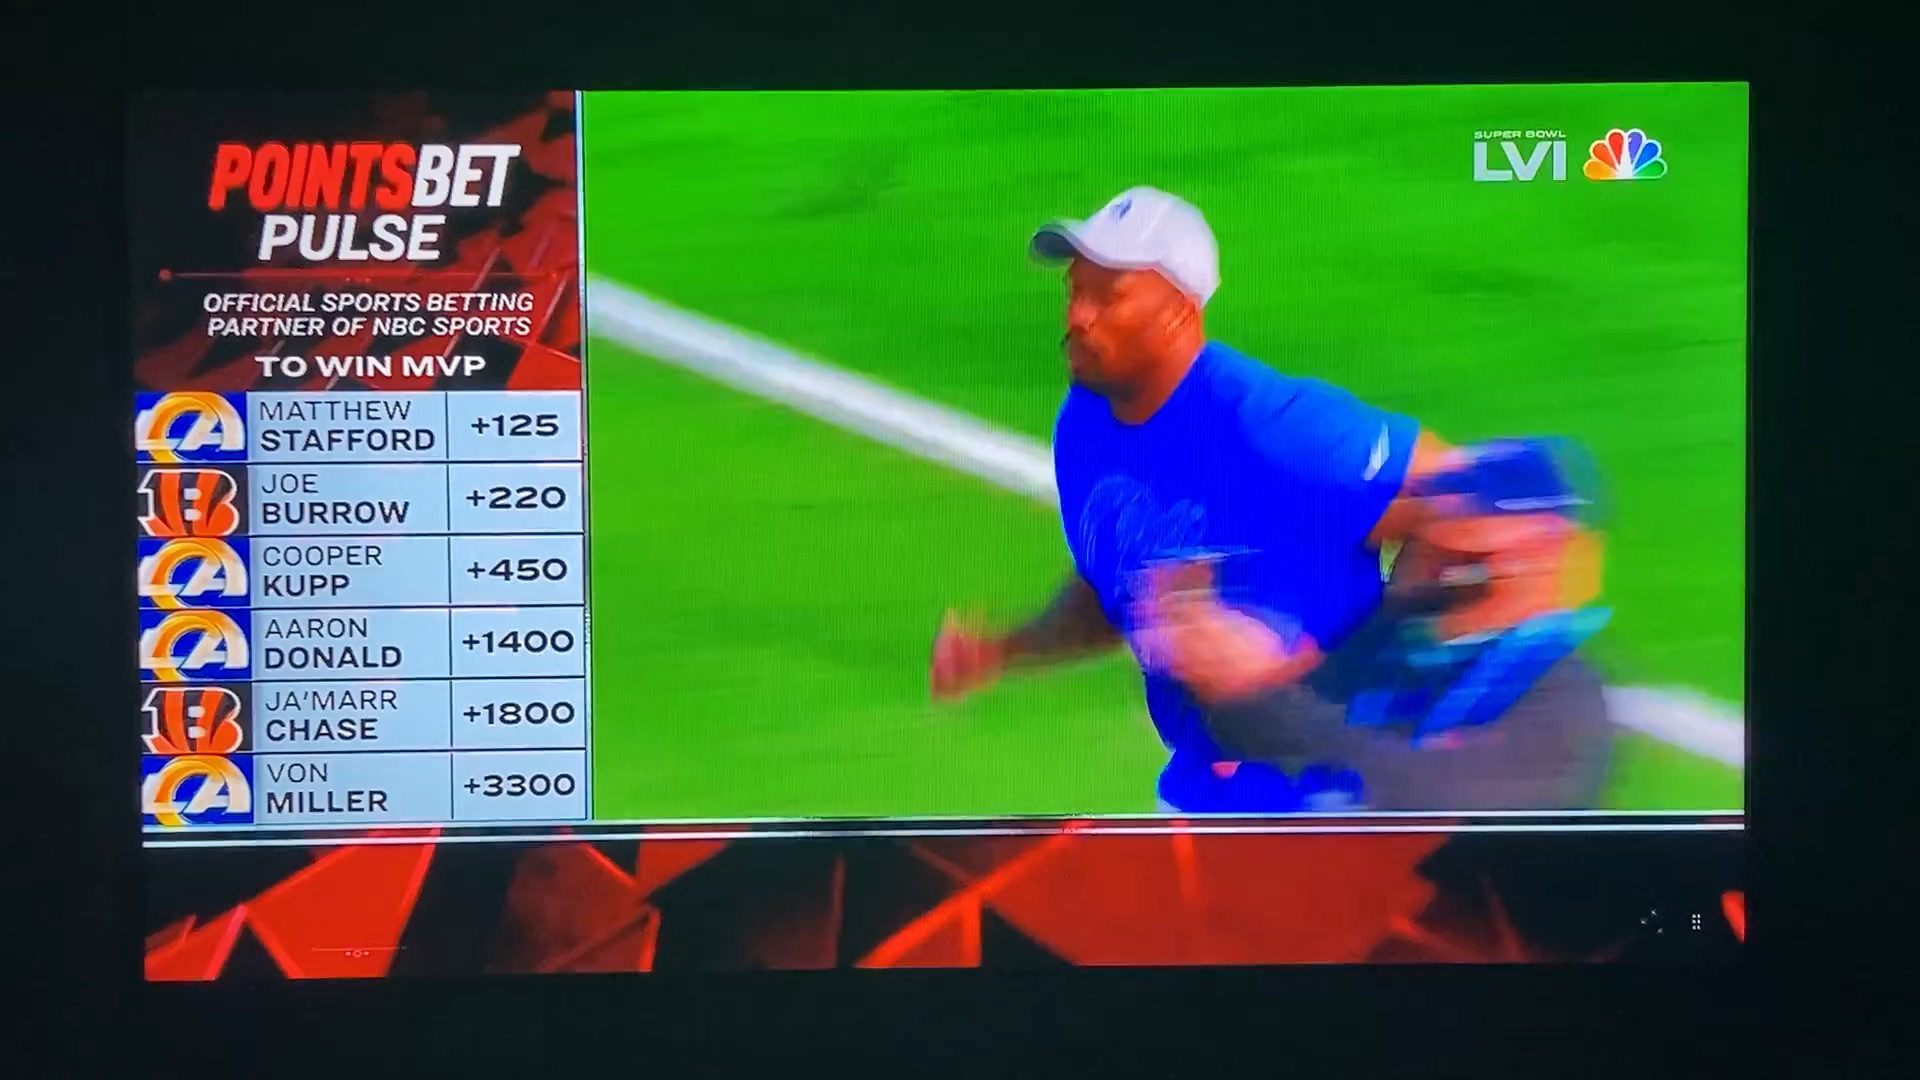 POINTSBET
PULSE
OFFICIAL SPORTS BETTING
PARTNER OF NBC SPORTS
TO WIN MVP
MATTHEW
STAFFORD
+125
JOE
BURROW
+220
COOPER
KUPP
+450
AARON
DONALD
+1400
JA'MARR
CHASE
+1800
VON
MILLER
+3300
SUPER BOWL
LVI